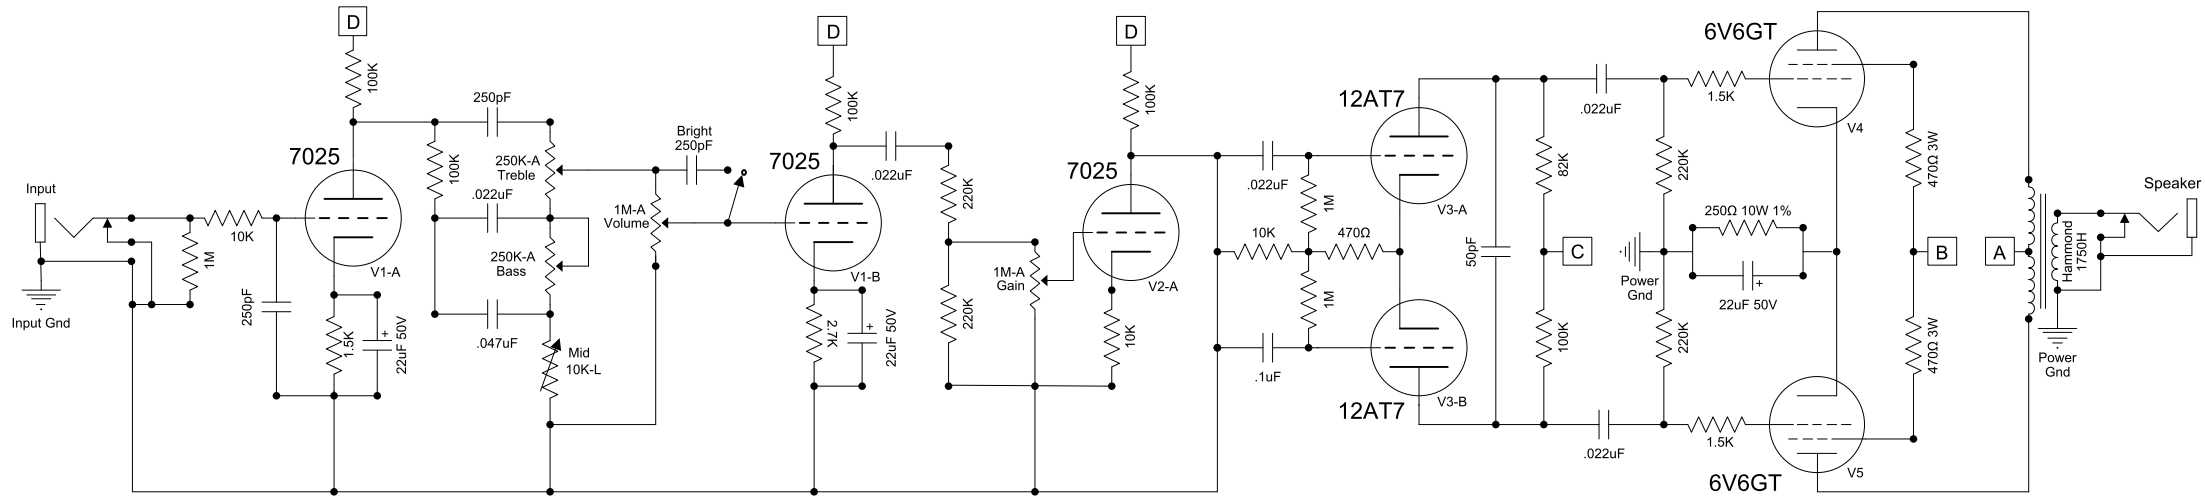 Input
Input Gnd
1M
10K
250pF
D
100K
7025
V1-A
1.5K
+
22uF 50V
250pF
100K
250K-A
Treble
.022uF
250K-A
Bass
.047uF
Mid
10K-L
1M-A
Volume
Bright
250pF
D
100K
7025
V1-B
2.7K
+
22uF 50V
.022uF
220K
220K
1M-A
Gain
D
100K
7025
V2-A
10K
.022uF
1M
10K
470Ω
1M
.1uF
12AT7
V3-A
V3-B
12AT7
50pF
82K
C
100K
.022uF
.022uF
220K
220K
Power
Gnd
250Ω 10W 1%
+
22uF 50V
1.5K
1.5K
6V6GT
V4
V5
6V6GT
470Ω 3W
B
470Ω 3W
A
Hammond
1750H
Power
Gnd
Speaker